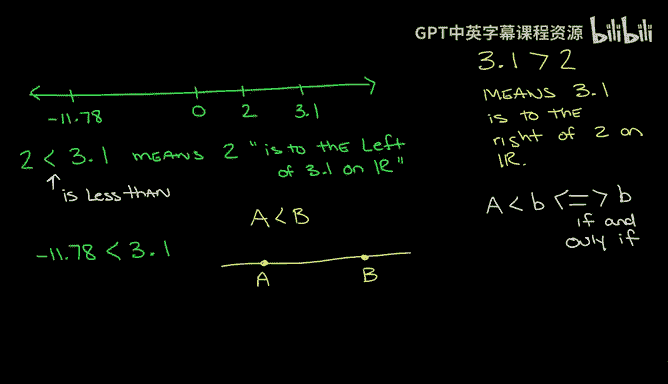 GPT中英字幕课程资源 bilibili
-11.78 0 2 3.1
2 < 3.1 MEANS 2 "is to the Left
of 3.1 on IR"
↑
is Less THAN
-11.78 < 3.1
A < B
A B
3.1 > 2
MEANS 3.1
is to the
right of 2 on
IR.
A < b <=> b
if and
only if